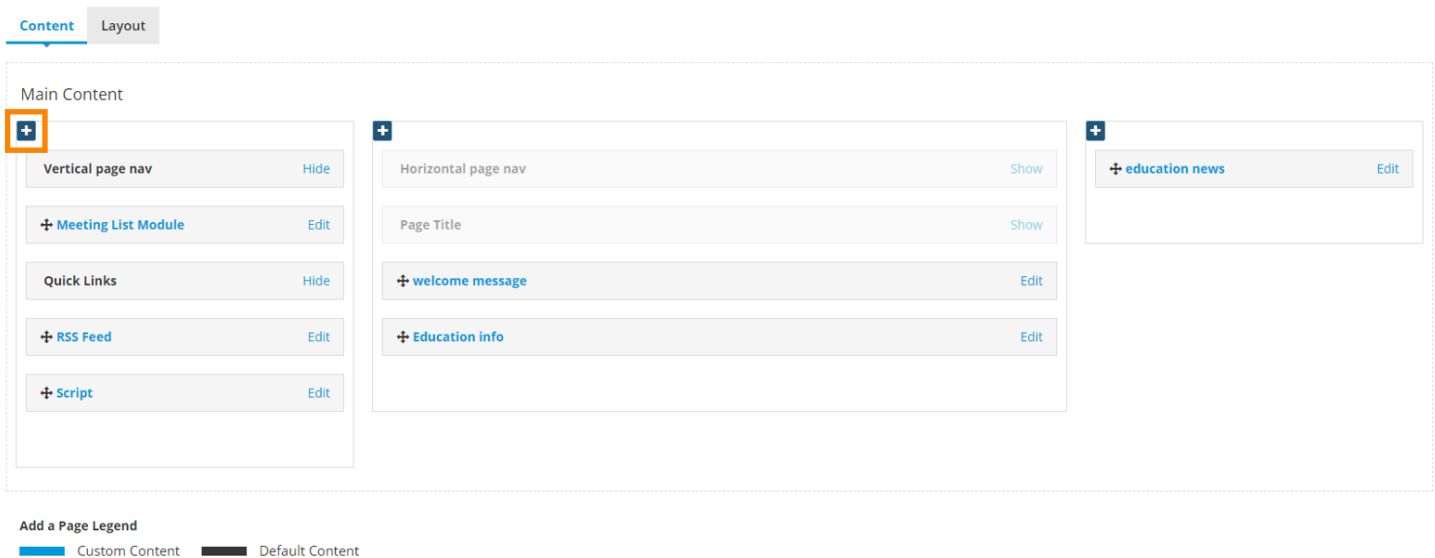 Content Layout
Main Content
Vertical page nav Hide
Meeting List Module Edit
Quick Links Hide
RSS Feed Edit
Script Edit
Horizontal page nav Show
Page Title Show
welcome message Edit
Education info Edit
education news Edit
Add a Page Legend
Custom Content Default Content